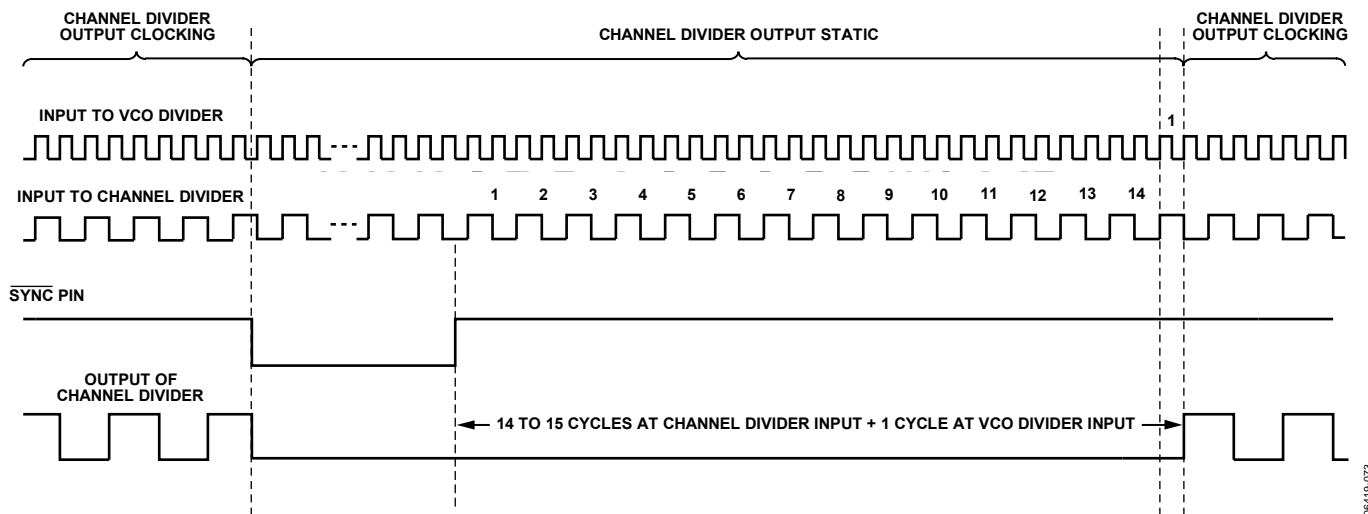 CHANNEL DIVIDER
OUTPUT CLOCKING
CHANNEL DIVIDER OUTPUT STATIC
CHANNEL DIVIDER
OUTPUT CLOCKING
INPUT TO VCO DIVIDER
1
INPUT TO CHANNEL DIVIDER
1 2 3 4 5 6 7 8 9 10 11 12 13 14
SYNC PIN
OUTPUT OF
CHANNEL DIVIDER
14 TO 15 CYCLES AT CHANNEL DIVIDER INPUT + 1 CYCLE AT VCO DIVIDER INPUT
06419-073